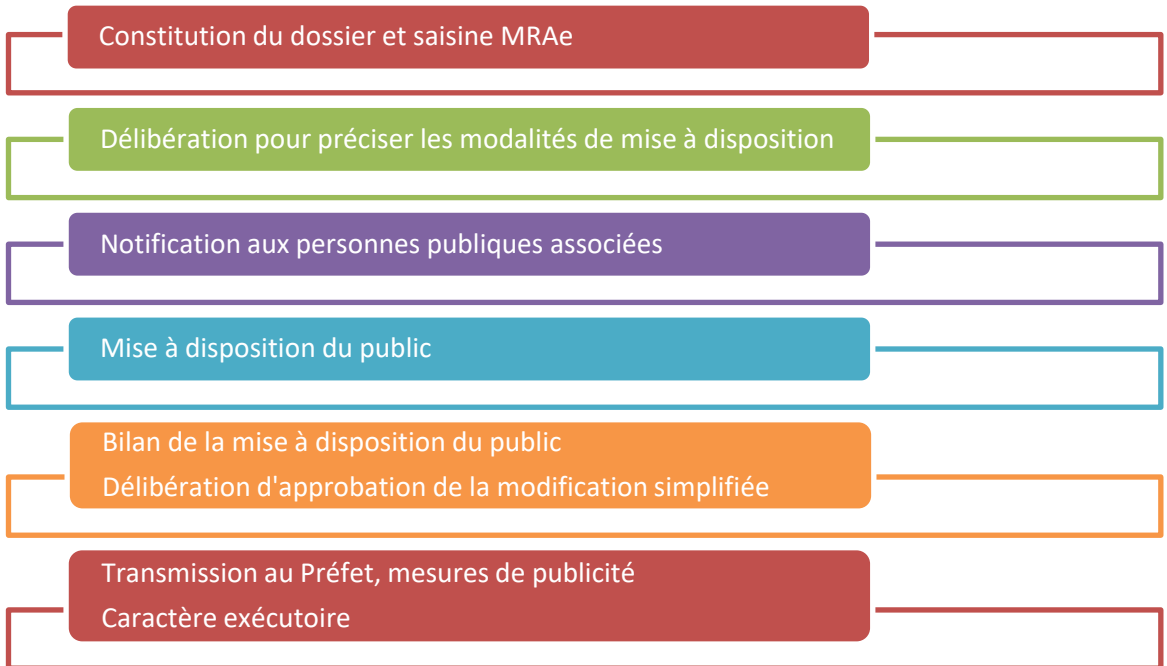 Constitution du dossier et saisine MRAe
Délibération pour préciser les modalités de mise à disposition
Notification aux personnes publiques associées
Mise à disposition du public
Bilan de la mise à disposition du public
Délibération d'approbation de la modification simplifiée
Transmission au Préfet, mesures de publicité
Caractère exécutoire